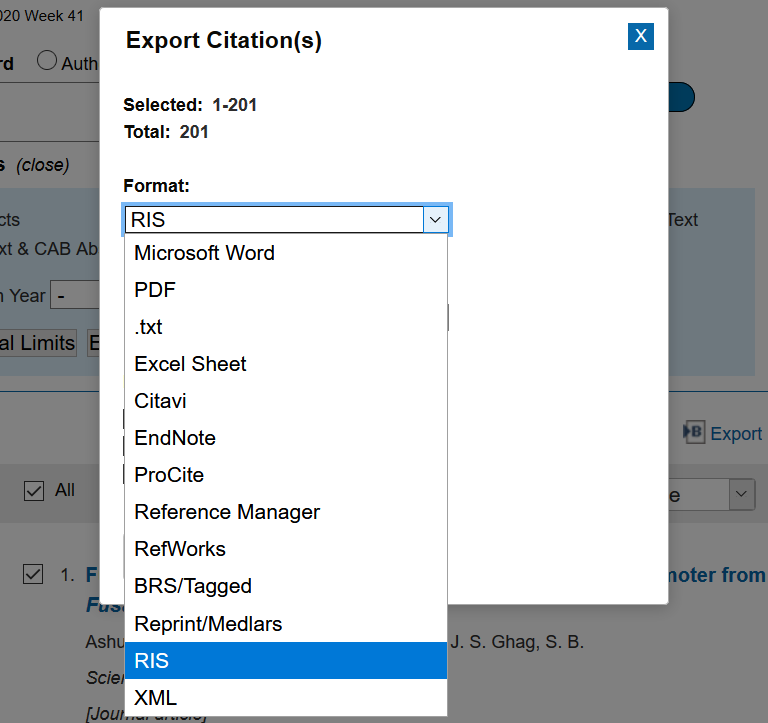 020 Week 41
Export Citation(s)
X
rd
Auth
Selected: 1-201
Total: 201
s (close)
Format:
RIS
Microsoft Word
PDF
.txt
Excel Sheet
Citavi
EndNote
ProCite
Reference Manager
RefWorks
BRS/Tagged
Reprint/Medlars
RIS
XML
cts
Text
xt & CAB Ab
n Year -
al Limits
E
Export
All
e
1. F
moter from
Fus
Ashu
J. S. Ghag, S. B.
Scien
[Journal article]